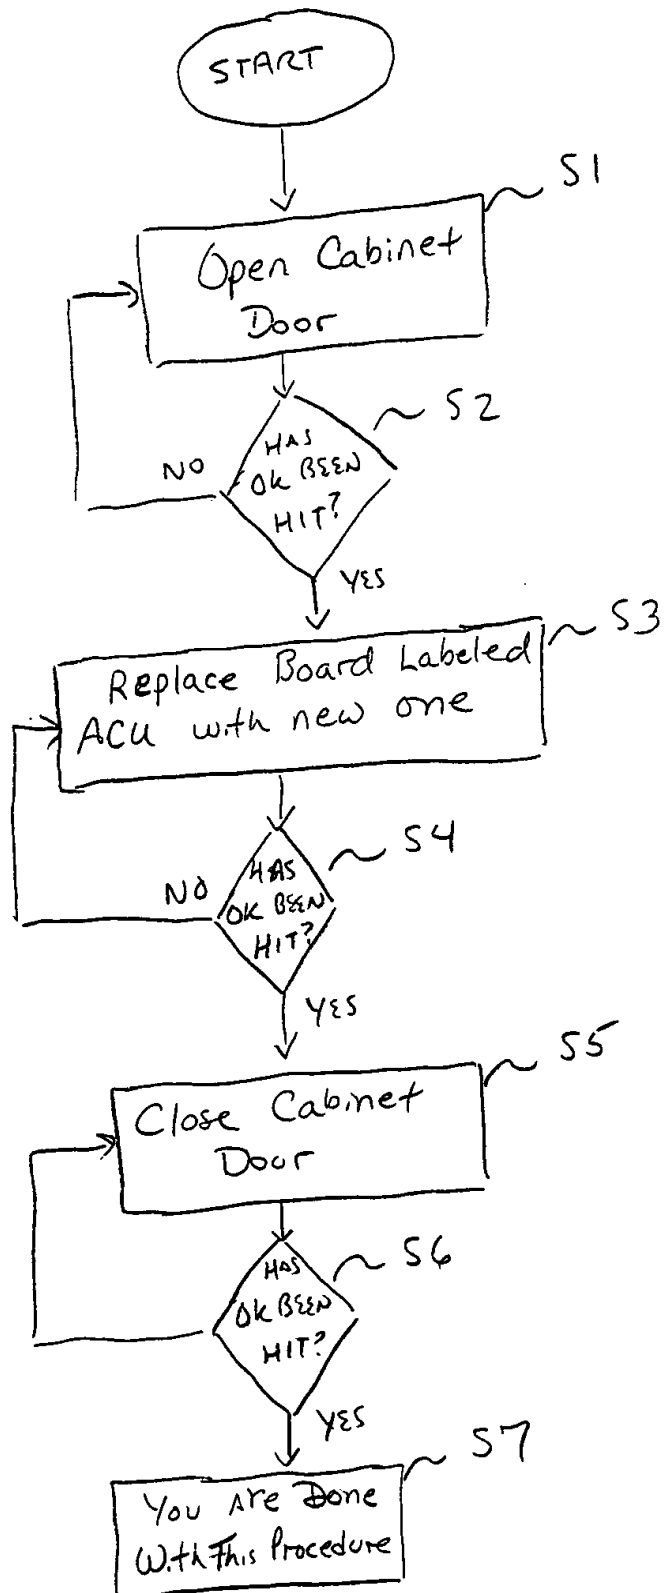 START
S1
Open Cabinet
Door
S2
HAS
OK BEEN
HIT?
NO
YES
S3
Replace Board Labeled
ACU with new one
S4
HAS
OK BEEN
HIT?
NO
YES
S5
Close Cabinet
Door
S6
HAS
OK BEEN
HIT?
YES
S7
You Are Done
With This Procedure